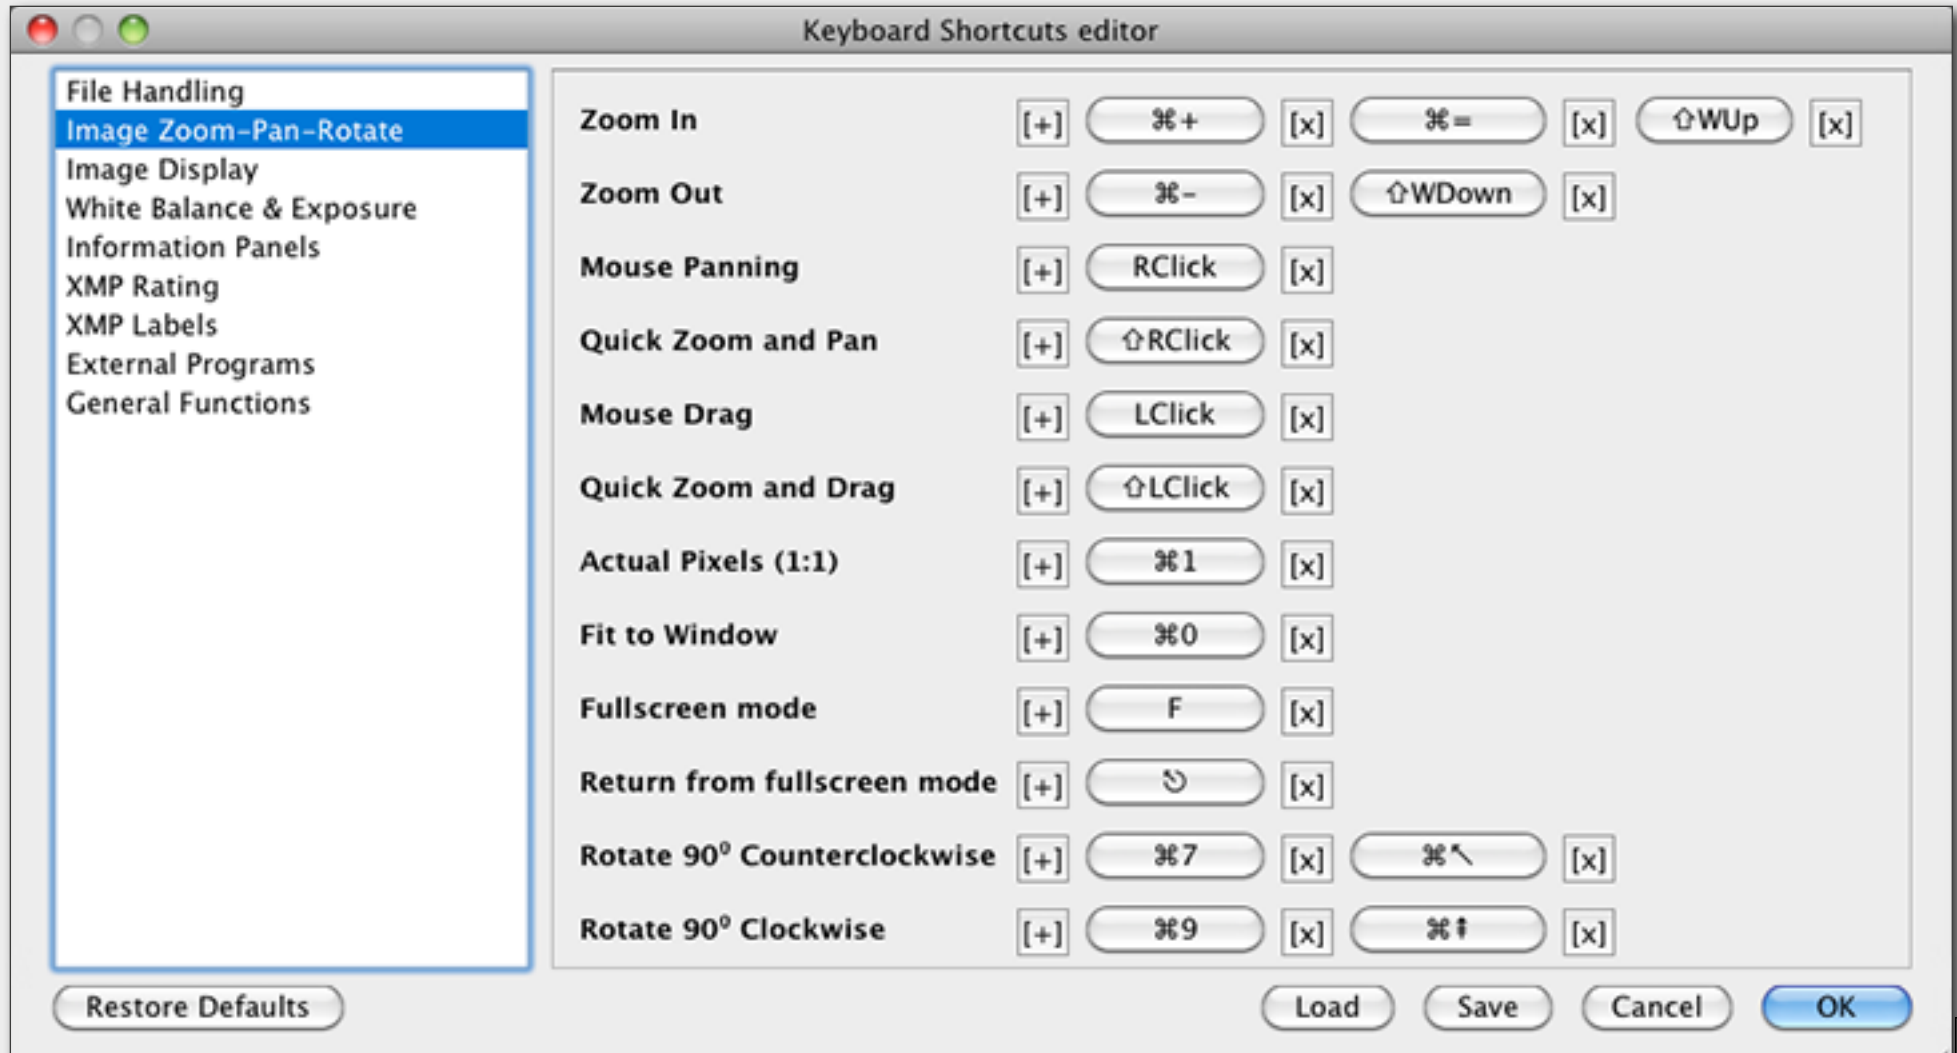 Keyboard Shortcuts editor
File Handling
Image Zoom-Pan-Rotate
Image Display
White Balance & Exposure
Information Panels
XMP Rating
XMP Labels
External Programs
General Functions
Zoom In [+] ⌘+ [x] ⌘= [x] ⇧WUp [x]
Zoom Out [+] ⌘- [x] ⇧WDown [x]
Mouse Panning [+] RClick [x]
Quick Zoom and Pan [+] ⇧RClick [x]
Mouse Drag [+] LClick [x]
Quick Zoom and Drag [+] ⇧LClick [x]
Actual Pixels (1:1) [+] ⌘1 [x]
Fit to Window [+] ⌘0 [x]
Fullscreen mode [+] F [x]
Return from fullscreen mode [+] ⎋ [x]
Rotate 90⁰ Counterclockwise [+] ⌘7 [x] ⌘↖ [x]
Rotate 90⁰ Clockwise [+] ⌘9 [x] ⌘⇞ [x]
Restore Defaults Load Save Cancel OK